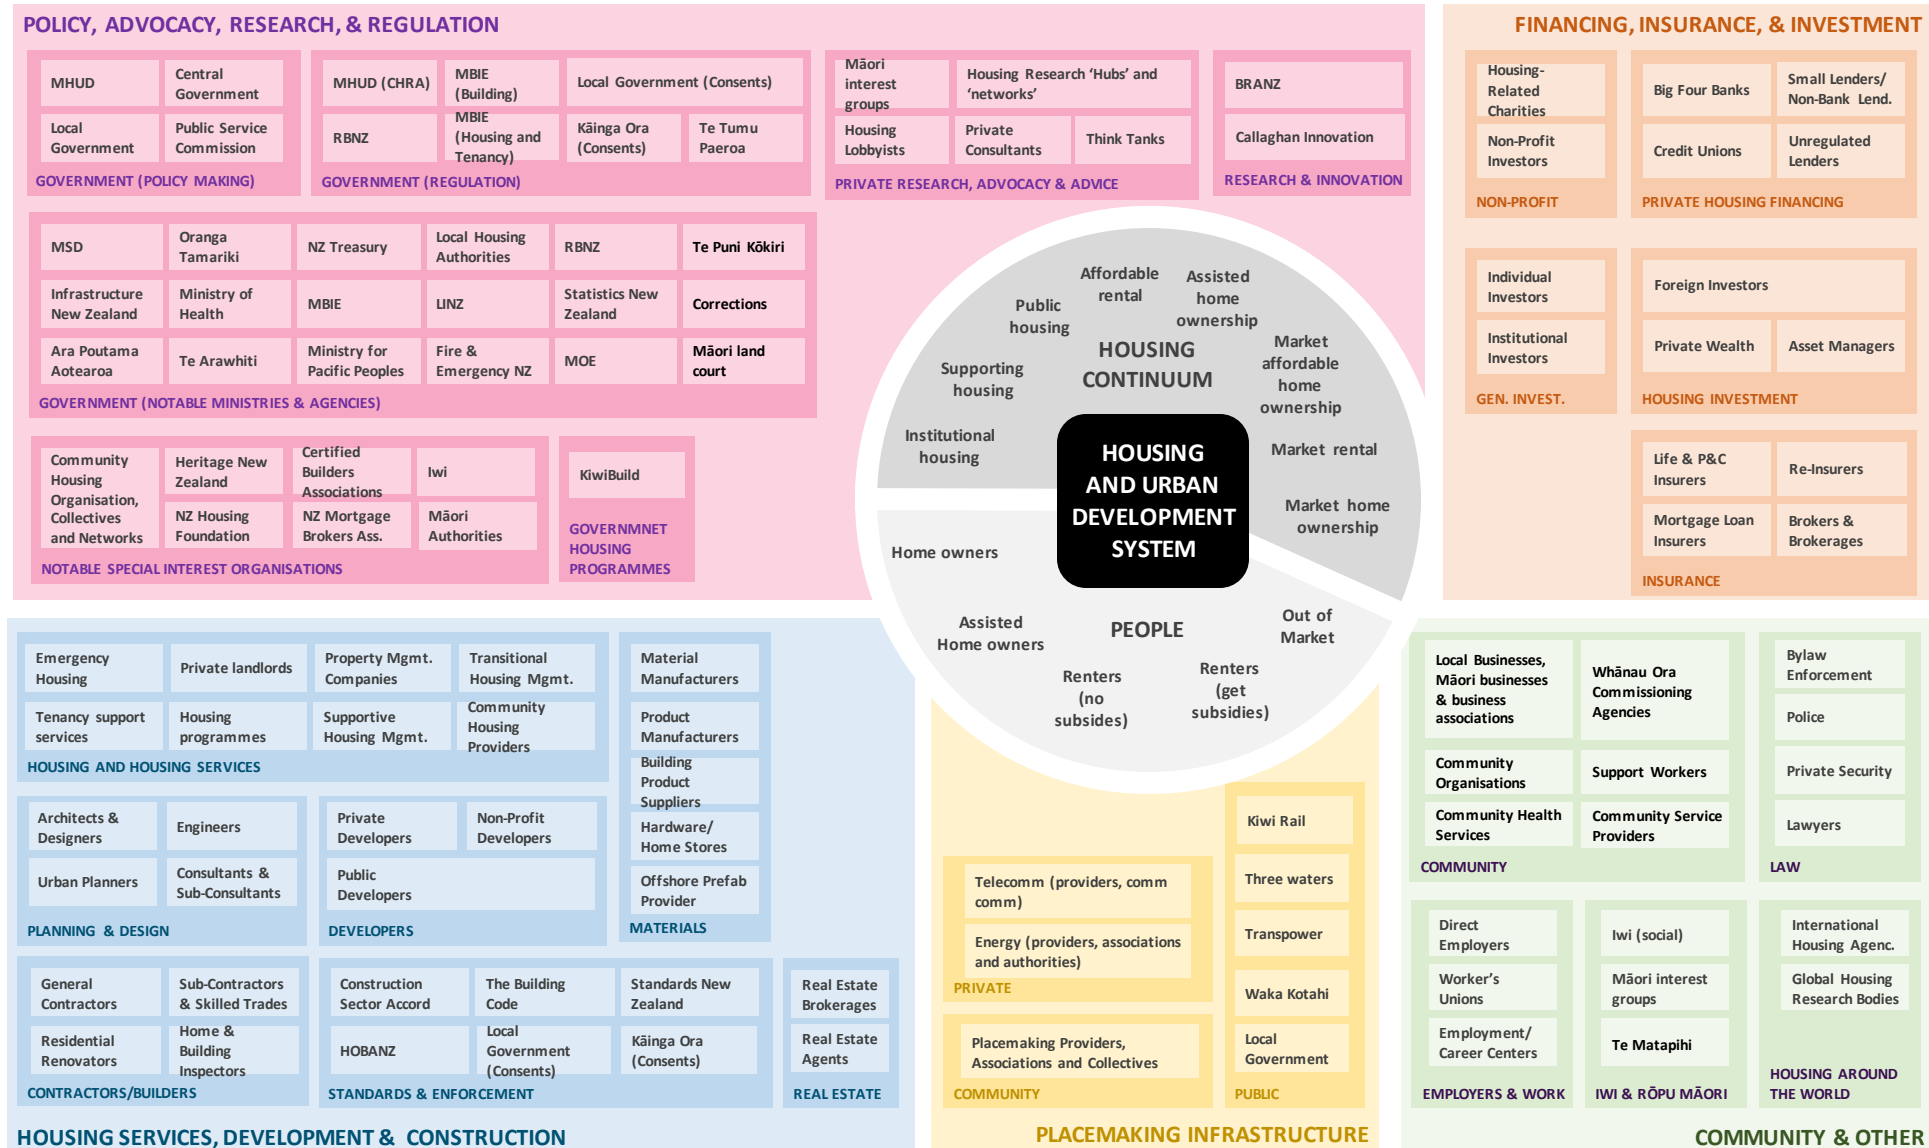 POLICY, ADVOCACY, RESEARCH, & REGULATION
MHUD
Central
Government
Local
Government
Public Service
Commission
GOVERNMENT (POLICY MAKING)
MHUD (CHRA)
MBIE
(Building)
Local Government (Consents)
RBNZ
MBIE
(Housing and
Tenancy)
Kāinga Ora
(Consents)
Te Tumu
Paeroa
GOVERNMENT (REGULATION)
Māori
interest
groups
Housing Research ‘Hubs’ and
‘networks’
Housing
Lobbyists
Private
Consultants
Think Tanks
PRIVATE RESEARCH, ADVOCACY & ADVICE
BRANZ
Callaghan Innovation
RESEARCH & INNOVATION
MSD
Oranga
Tamariki
NZ Treasury
Local Housing
Authorities
RBNZ
Te Puni Kōkiri
Infrastructure
New Zealand
Ministry of
Health
MBIE
LINZ
Statistics New
Zealand
Corrections
Ara Poutama
Aotearoa
Te Arawhiti
Ministry for
Pacific Peoples
Fire &
Emergency NZ
MOE
Māori land
court
GOVERNMENT (NOTABLE MINISTRIES & AGENCIES)
Community
Housing
Organisation,
Collectives
and Networks
Heritage New
Zealand
Certified
Builders
Associations
Iwi
NZ Housing
Foundation
NZ Mortgage
Brokers Ass.
Māori
Authorities
NOTABLE SPECIAL INTEREST ORGANISATIONS
KiwiBuild
GOVERNMNET
HOUSING
PROGRAMMES
FINANCING, INSURANCE, & INVESTMENT
Housing-
Related
Charities
Non-Profit
Investors
NON-PROFIT
Big Four Banks
Small Lenders/
Non-Bank Lend.
Credit Unions
Unregulated
Lenders
PRIVATE HOUSING FINANCING
Individual
Investors
Institutional
Investors
GEN. INVEST.
Foreign Investors
Private Wealth
Asset Managers
HOUSING INVESTMENT
Life & P&C
Insurers
Re-Insurers
Mortgage Loan
Insurers
Brokers &
Brokerages
INSURANCE
HOUSING
CONTINUUM
Institutional
housing
Supporting
housing
Public
housing
Affordable
rental
Assisted
home
ownership
Market
affordable
home
ownership
Market rental
Market home
ownership
HOUSING
AND URBAN
DEVELOPMENT
SYSTEM
PEOPLE
Home owners
Assisted
Home owners
Renters
(no
subsides)
Renters
(get
subsidies)
Out of
Market
Emergency
Housing
Private landlords
Property Mgmt.
Companies
Transitional
Housing Mgmt.
Tenancy support
services
Housing
programmes
Supportive
Housing Mgmt.
Community
Housing
Providers
HOUSING AND HOUSING SERVICES
Material
Manufacturers
Product
Manufacturers
Building
Product
Suppliers
Hardware/
Home Stores
Offshore Prefab
Provider
MATERIALS
Architects &
Designers
Engineers
Urban Planners
Consultants &
Sub-Consultants
PLANNING & DESIGN
Private
Developers
Non-Profit
Developers
Public
Developers
DEVELOPERS
General
Contractors
Sub-Contractors
& Skilled Trades
Residential
Renovators
Home &
Building
Inspectors
CONTRACTORS/BUILDERS
Construction
Sector Accord
The Building
Code
Standards New
Zealand
HOBANZ
Local
Government
(Consents)
Kāinga Ora
(Consents)
STANDARDS & ENFORCEMENT
Real Estate
Brokerages
Real Estate
Agents
REAL ESTATE
HOUSING SERVICES, DEVELOPMENT & CONSTRUCTION
Telecomm (providers, comm
comm)
Energy (providers, associations
and authorities)
PRIVATE
Placemaking Providers,
Associations and Collectives
COMMUNITY
Kiwi Rail
Three waters
Transpower
Waka Kotahi
Local
Government
PUBLIC
PLACEMAKING INFRASTRUCTURE
Local Businesses,
Māori businesses
& business
associations
Whānau Ora
Commissioning
Agencies
Community
Organisations
Support Workers
Community Health
Services
Community Service
Providers
COMMUNITY
Bylaw
Enforcement
Police
Private Security
Lawyers
LAW
Direct
Employers
Worker’s
Unions
Employment/
Career Centers
EMPLOYERS & WORK
Iwi (social)
Māori interest
groups
Te Matapihi
IWI & RŌPU MĀORI
International
Housing Agenc.
Global Housing
Research Bodies
HOUSING AROUND
THE WORLD
COMMUNITY & OTHER